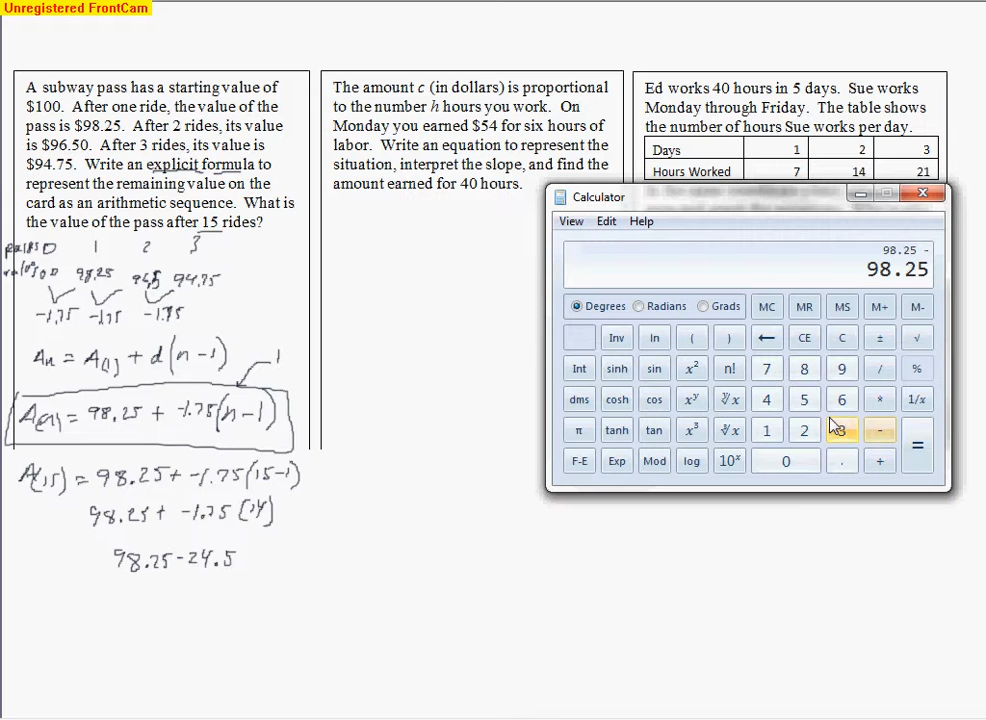 Unregistered FrontCam
A subway pass has a starting value of
$100.  After one ride, the value of the
pass is $98.25.  After 2 rides, its value
is $96.50.  After 3 rides, its value is
$94.75.  Write an explicit formula to
represent the remaining value on the
card as an arithmetic sequence.  What is
the value of the pass after 15 rides?
1 2 3
98.25 94.75
-1.75 -1.75 -1.75
An = A(1) + d(n-1)
1
A(n) = 98.25 + -1.75(n-1)
A(15) = 98.25 + -1.75(15-1)
98.25 + -1.75(14)
98.25 - 24.5
The amount c (in dollars) is proportional
to the number h hours you work.  On
Monday you earned $54 for six hours of
labor.  Write an equation to represent the
situation, interpret the slope, and find the
amount earned for 40 hours.
Ed works 40 hours in 5 days.  Sue works
Monday through Friday.  The table shows
the number of hours Sue works per day.
Days 1 2 3
Hours Worked 7 14 21
Calculator
View Edit Help
98.25 -
98.25
Degrees Radians Grads MC MR MS M+ M-
Inv ln ( ) ← CE C ± √
Int sinh sin x² n! 7 8 9 / %
dms cosh cos xʸ ʸ√x 4 5 6 * 1/x
π tanh tan x³ ³√x 1 2 3 - =
F-E Exp Mod log 10ˣ 0 . +